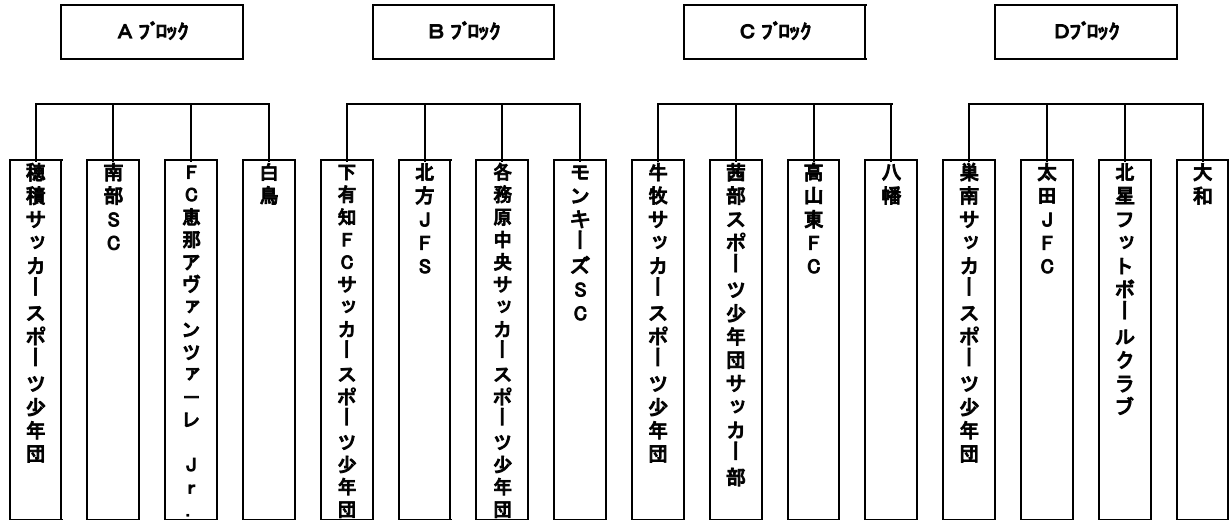 A ﾌﾞﾛｯｸ
B ﾌﾞﾛｯｸ
C ﾌﾞﾛｯｸ
Dﾌﾞﾛｯｸ
穂積サッカースポーツ少年団
南部SC
FC恵那アヴァンツァーレ Jr.
白鳥
下有知FCサッカースポーツ少年団
北方JFS
各務原中央サッカースポーツ少年団
モンキーズSC
牛牧サッカースポーツ少年団
茜部スポーツ少年団サッカー部
高山東FC
八幡
巣南サッカースポーツ少年団
太田JFC
北星フットボールクラブ
大和